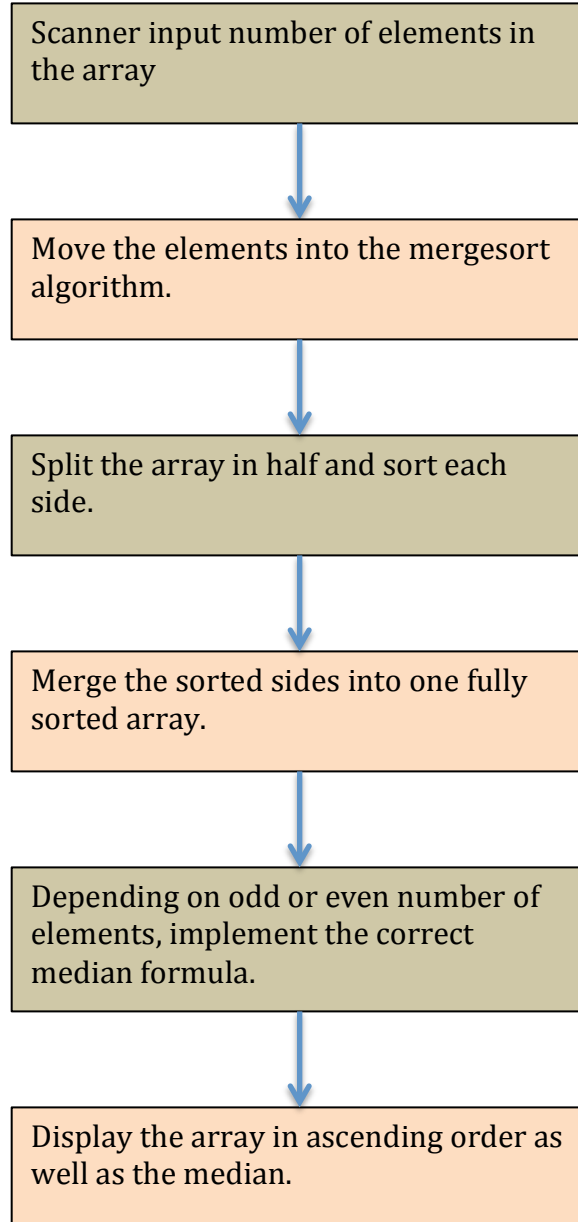 Scanner input number of elements in
the array
Move the elements into the mergesort
algorithm.
Split the array in half and sort each
side.
Merge the sorted sides into one fully
sorted array.
Depending on odd or even number of
elements, implement the correct
median formula.
Display the array in ascending order as
well as the median.